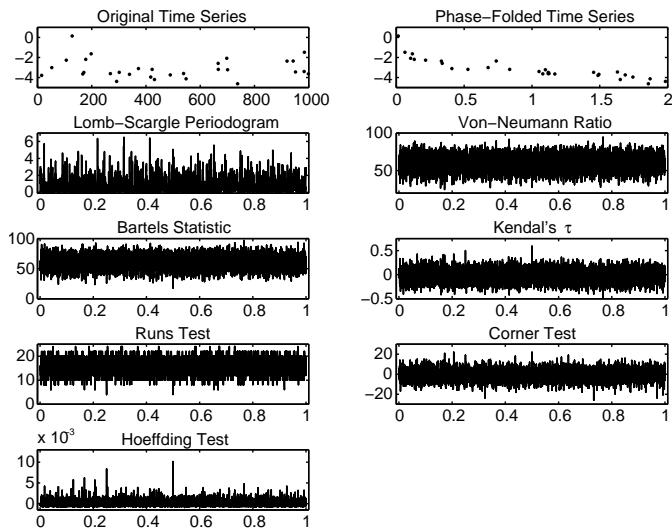 Original Time Series
0
−2
−4
0 200 400 600 800 1000
Phase−Folded Time Series
0
−2
−4
0 0.5 1 1.5 2
Lomb−Scargle Periodogram
6
4
2
0
0 0.2 0.4 0.6 0.8 1
Von−Neumann Ratio
100
50
0 0.2 0.4 0.6 0.8 1
Bartels Statistic
100
50
0
0 0.2 0.4 0.6 0.8 1
Kendal's τ
0.5
0
−0.5
0 0.2 0.4 0.6 0.8 1
Runs Test
20
10
0
0 0.2 0.4 0.6 0.8 1
Corner Test
20
0
−20
0 0.2 0.4 0.6 0.8 1
x 10⁻³
Hoeffding Test
10
5
0
0 0.2 0.4 0.6 0.8 1